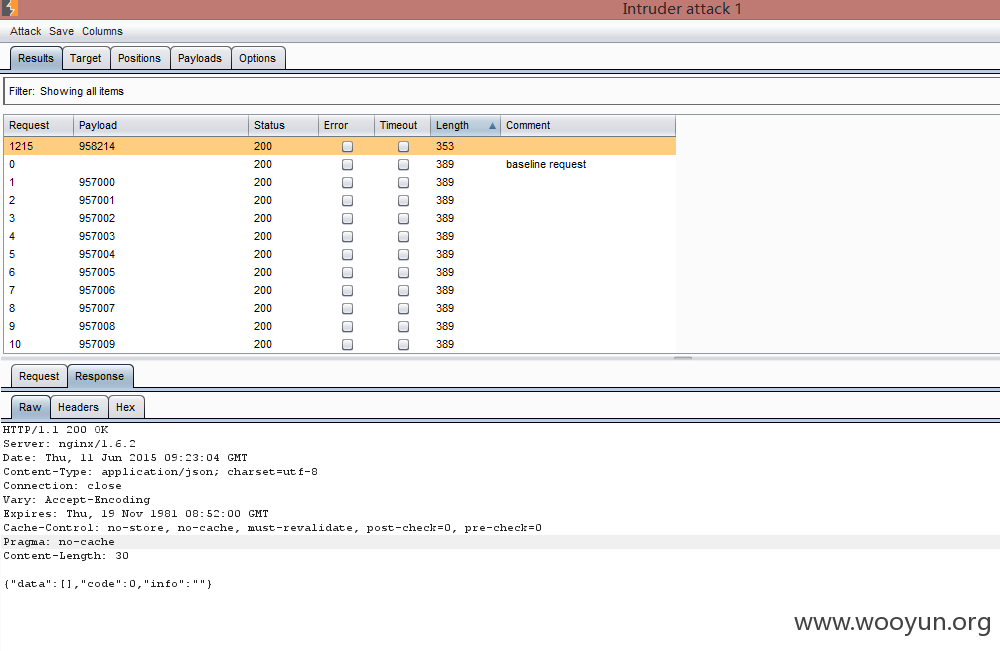 Intruder attack 1
Attack Save Columns
Results Target Positions Payloads Options
Filter: Showing all items
Request Payload Status Error Timeout Length Comment
1215 958214 200 353
0 200 389 baseline request
1 957000 200 389
2 957001 200 389
3 957002 200 389
4 957003 200 389
5 957004 200 389
6 957005 200 389
7 957006 200 389
8 957007 200 389
9 957008 200 389
10 957009 200 389
Request Response
Raw Headers Hex
HTTP/1.1 200 OK
Server: nginx/1.6.2
Date: Thu, 11 Jun 2015 09:23:04 GMT
Content-Type: application/json; charset=utf-8
Connection: close
Vary: Accept-Encoding
Expires: Thu, 19 Nov 1981 08:52:00 GMT
Cache-Control: no-store, no-cache, must-revalidate, post-check=0, pre-check=0
Pragma: no-cache
Content-Length: 30
{"data":[],"code":0,"info":""}
www.wooyun.org